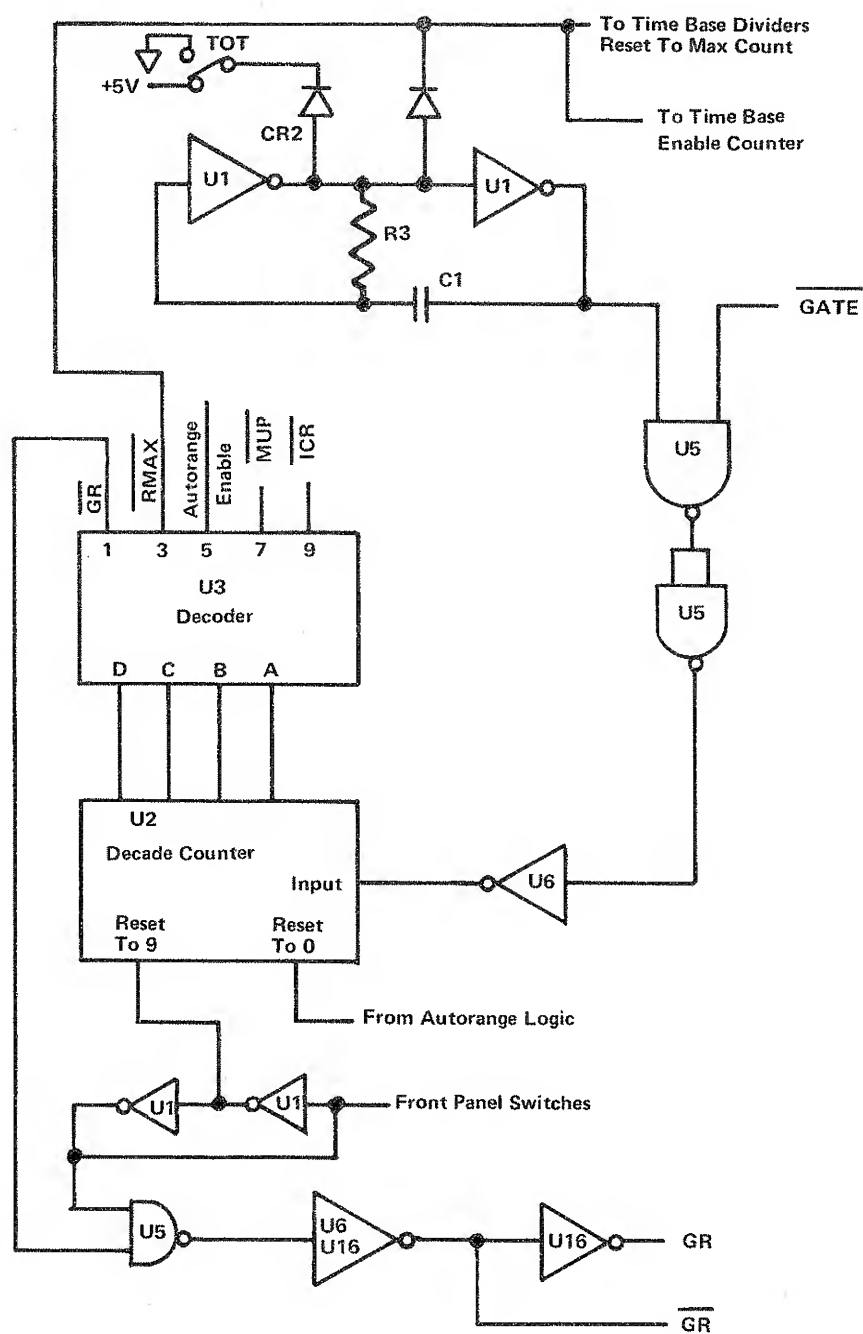 To Time Base Dividers
Reset To Max Count
TOT
+5V
To Time Base
Enable Counter
CR2
U1
U1
R3
C1
GATE
U5
GR
RMAX
Autorange
Enable
MUP
ICR
1 3 5 7 9
U3
Decoder
U5
D C B A
U2
Decade Counter
Input
U6
Reset
To 9
Reset
To 0
From Autorange Logic
U1
U1
Front Panel Switches
U5
U6
U16
U16
GR
GR